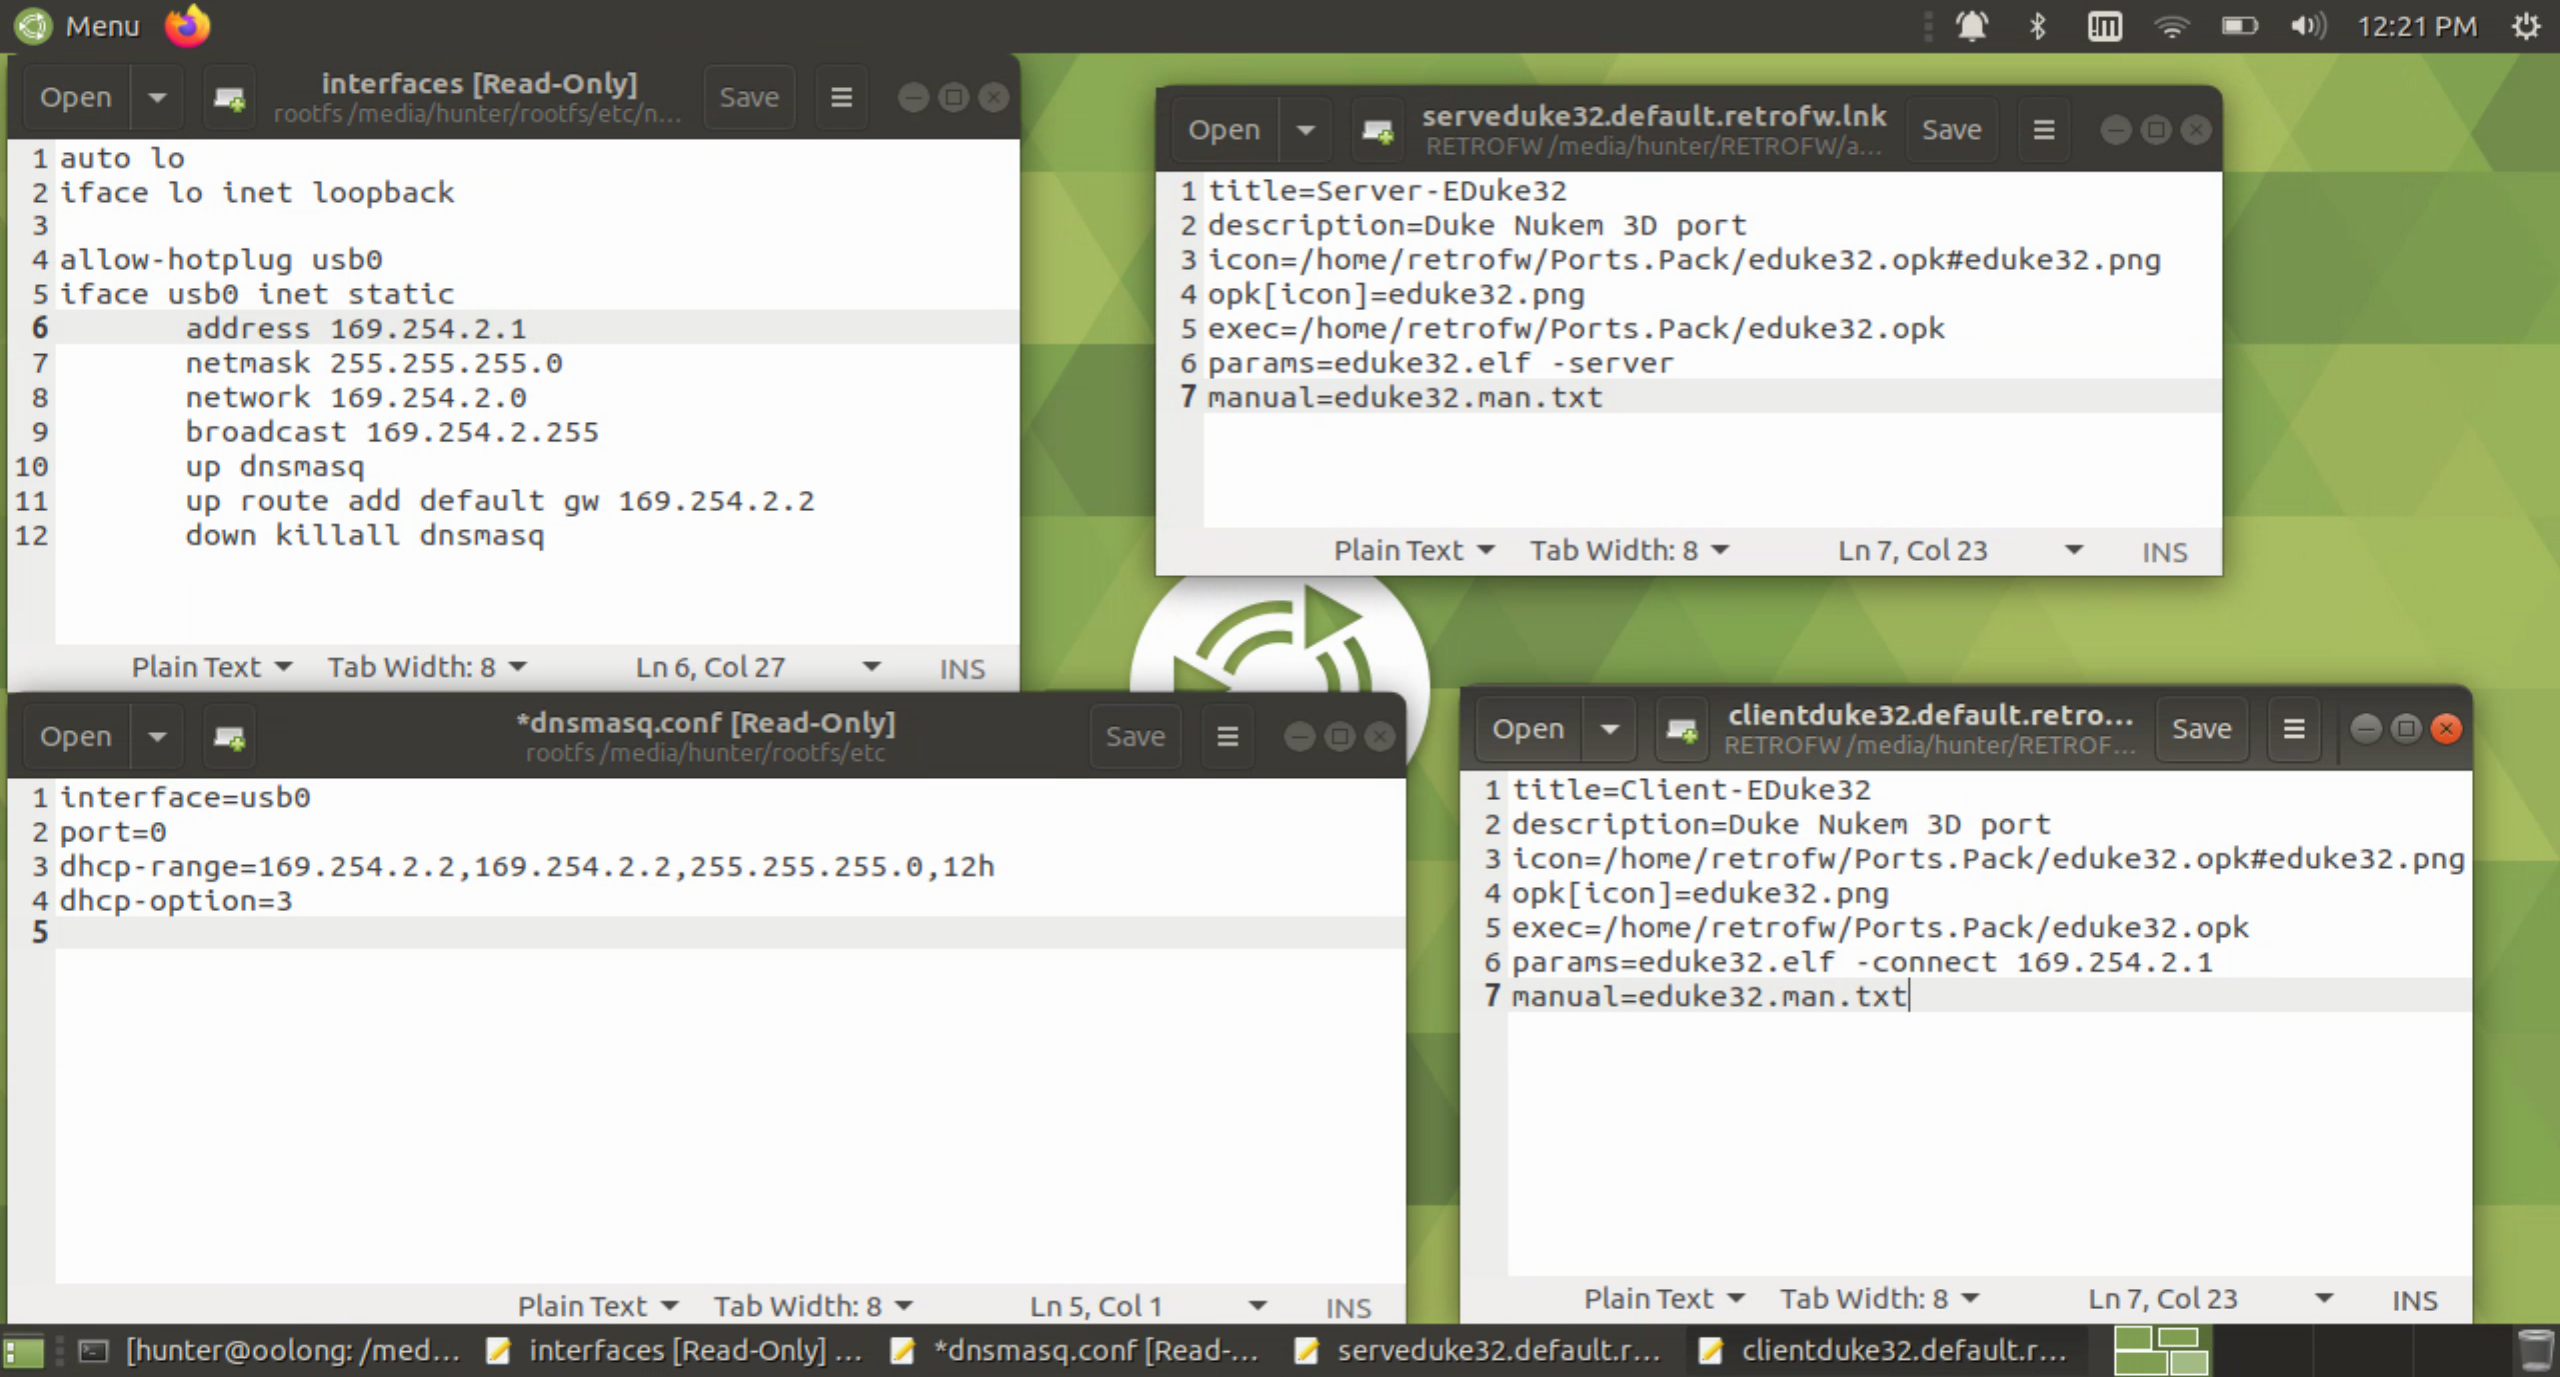 Menu
12:21 PM
Open
interfaces [Read-Only]
rootfs /media/hunter/rootfs/etc/n...
Save
1 auto lo
2 iface lo inet loopback
3
4 allow-hotplug usb0
5 iface usb0 inet static
6 address 169.254.2.1
7 netmask 255.255.255.0
8 network 169.254.2.0
9 broadcast 169.254.2.255
10 up dnsmasq
11 up route add default gw 169.254.2.2
12 down killall dnsmasq
Plain Text Tab Width: 8 Ln 6, Col 27 INS
Open
serveduke32.default.retrofw.lnk
RETROFW /media/hunter/RETROFW/a...
Save
1 title=Server-EDuke32
2 description=Duke Nukem 3D port
3 icon=/home/retrofw/Ports.Pack/eduke32.opk#eduke32.png
4 opk[icon]=eduke32.png
5 exec=/home/retrofw/Ports.Pack/eduke32.opk
6 params=eduke32.elf -server
7 manual=eduke32.man.txt
Plain Text Tab Width: 8 Ln 7, Col 23 INS
Open
*dnsmasq.conf [Read-Only]
rootfs /media/hunter/rootfs/etc
Save
1 interface=usb0
2 port=0
3 dhcp-range=169.254.2.2,169.254.2.2,255.255.255.0,12h
4 dhcp-option=3
5
Plain Text Tab Width: 8 Ln 5, Col 1 INS
Open
clientduke32.default.retro...
RETROFW /media/hunter/RETROF...
Save
1 title=Client-EDuke32
2 description=Duke Nukem 3D port
3 icon=/home/retrofw/Ports.Pack/eduke32.opk#eduke32.png
4 opk[icon]=eduke32.png
5 exec=/home/retrofw/Ports.Pack/eduke32.opk
6 params=eduke32.elf -connect 169.254.2.1
7 manual=eduke32.man.txt
Plain Text Tab Width: 8 Ln 7, Col 23 INS
[hunter@oolong: /med... interfaces [Read-Only] ... *dnsmasq.conf [Read-... serveduke32.default.r... clientduke32.default.r...